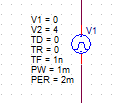 V1 = 0
V2 = 4
TD = 0
TR = 0
TF = 1n
PW = 1m
PER = 2m
V1